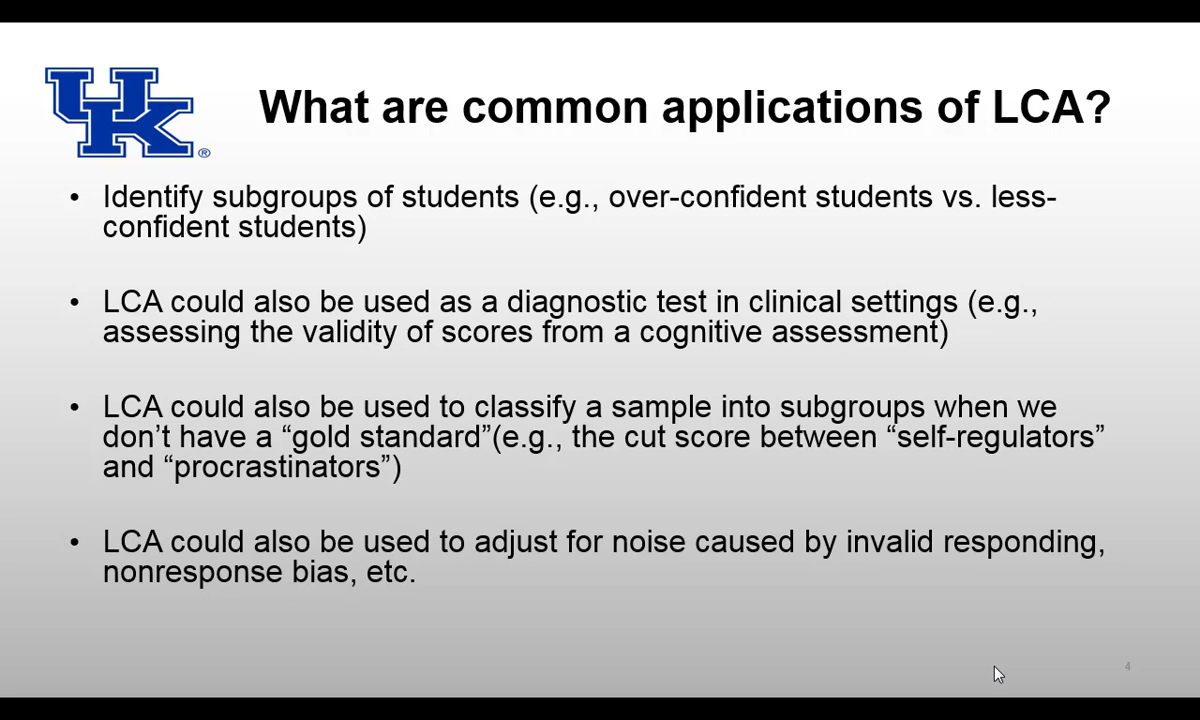 UK ®
What are common applications of LCA?
• Identify subgroups of students (e.g., over-confident students vs. less-
confident students)
• LCA could also be used as a diagnostic test in clinical settings (e.g.,
assessing the validity of scores from a cognitive assessment)
• LCA could also be used to classify a sample into subgroups when we
don’t have a “gold standard”(e.g., the cut score between “self-regulators”
and “procrastinators”)
• LCA could also be used to adjust for noise caused by invalid responding,
nonresponse bias, etc.
4